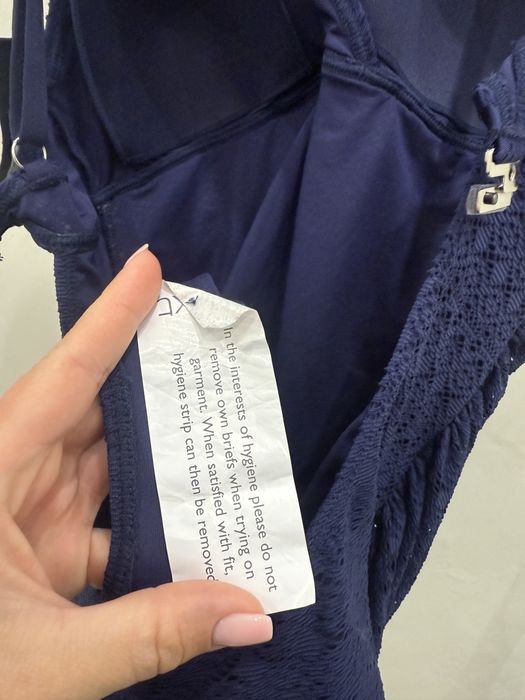 In the interests of hygiene please do not
remove own briefs when trying on
garment. When satisfied with fit,
hygiene strip can then be removed